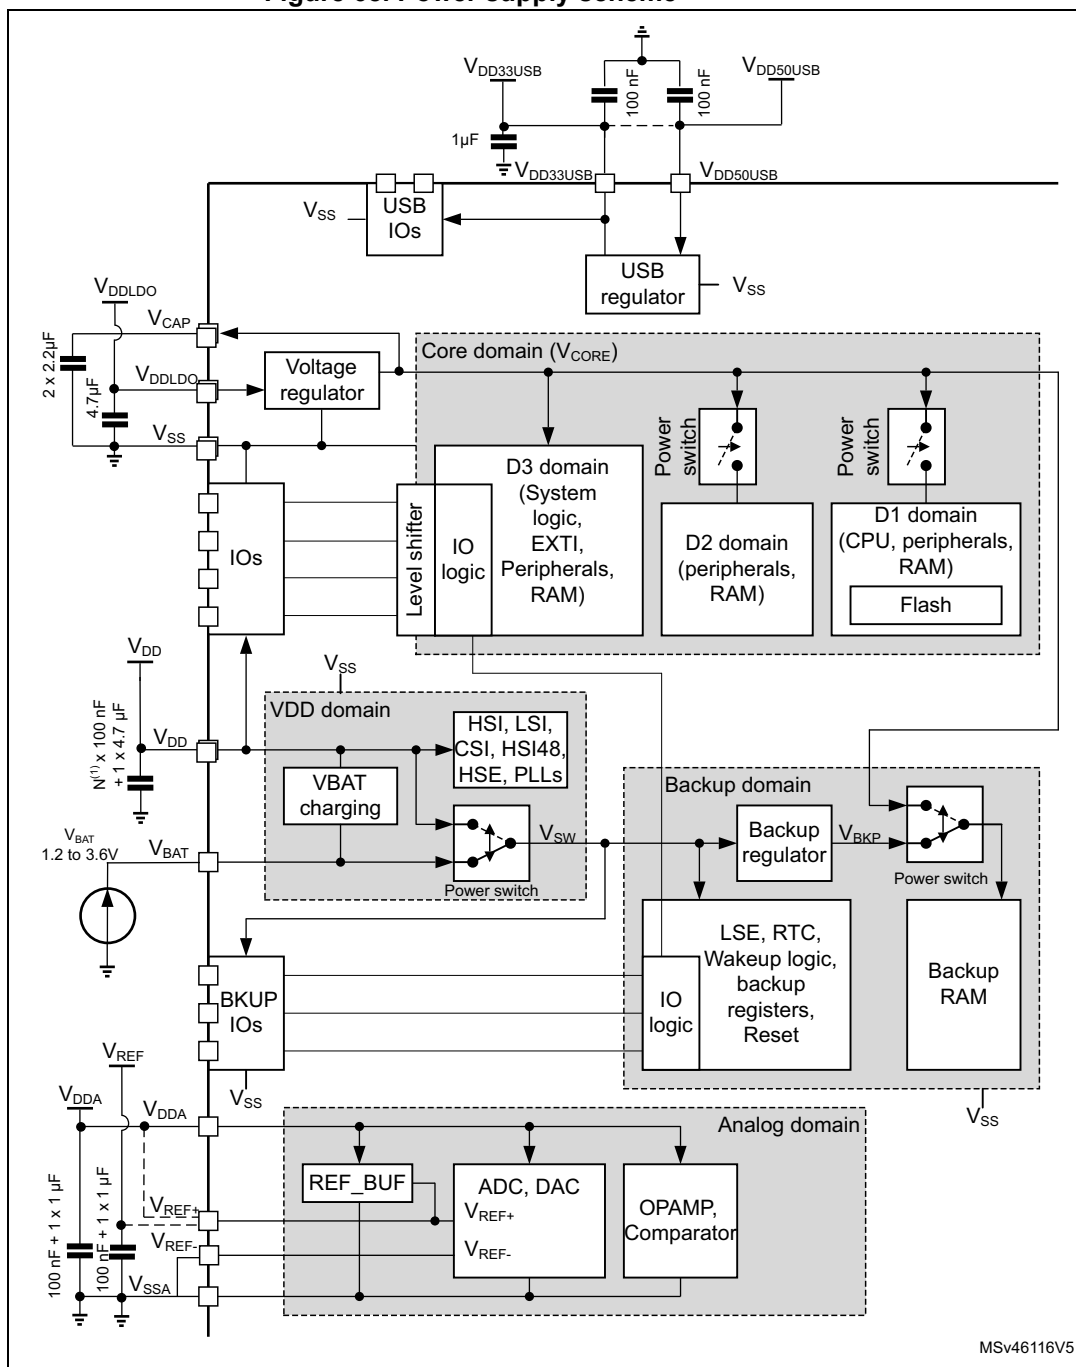 VDD33USB
VDD50USB
100 nF
100 nF
1µF
VDD33USB
VDD50USB
VSS
USB
IOs
USB
regulator
VSS
VDDLDO
VCAP
2 x 2.2µF
4.7µF
VDDLDO
VSS
Voltage
regulator
Core domain (VCORE)
Power
switch
Power
switch
D3 domain
(System
logic,
EXTI,
Peripherals,
RAM)
Level shifter
IO
logic
IOs
D2 domain
(peripherals,
RAM)
D1 domain
(CPU, peripherals,
RAM)
Flash
VDD
N(1) x 100 nF
+ 1 x 4.7 µF
VDD
VSS
VDD domain
HSI, LSI,
CSI, HSI48,
HSE, PLLs
VBAT
charging
VBAT
1.2 to 3.6V
VBAT
Power switch
VSW
Backup domain
Backup
regulator
VBKP
Power switch
LSE, RTC,
Wakeup logic,
backup
registers,
Reset
IO
logic
Backup
RAM
BKUP
IOs
VSS
VSS
VREF
VDDA
VDDA
100 nF + 1 x 1 µF
100 nF + 1 x 1 µF
VREF+
VREF-
VSSA
Analog domain
REF_BUF
ADC, DAC
VREF+
VREF-
OPAMP,
Comparator
MSv46116V5